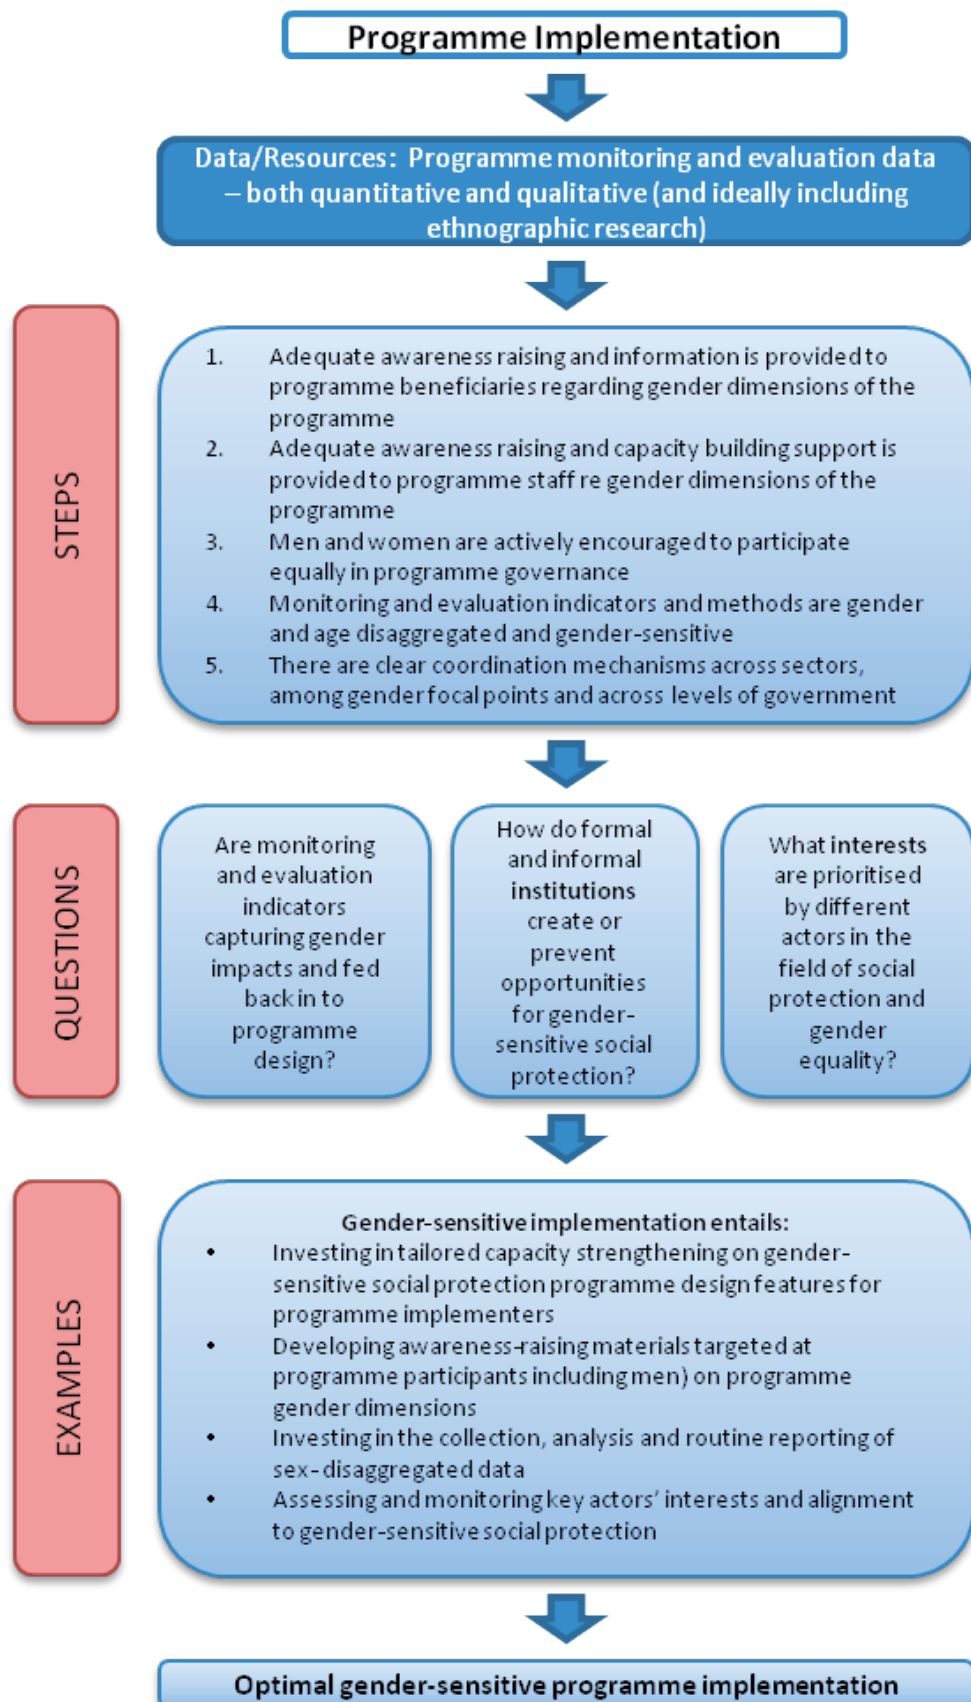 Programme Implementation
Data/Resources: Programme monitoring and evaluation data
– both quantitative and qualitative (and ideally including
ethnographic research)
STEPS
1. Adequate awareness raising and information is provided to
programme beneficiaries regarding gender dimensions of the
programme
2. Adequate awareness raising and capacity building support is
provided to programme staff re gender dimensions of the
programme
3. Men and women are actively encouraged to participate
equally in programme governance
4. Monitoring and evaluation indicators and methods are gender
and age disaggregated and gender-sensitive
5. There are clear coordination mechanisms across sectors,
among gender focal points and across levels of government
QUESTIONS
Are monitoring
and evaluation
indicators
capturing gender
impacts and fed
back in to
programme
design?
How do formal
and informal
institutions
create or
prevent
opportunities
for gender-
sensitive social
protection?
What interests
are prioritised
by different
actors in the
field of social
protection and
gender
equality?
EXAMPLES
Gender-sensitive implementation entails:
• Investing in tailored capacity strengthening on gender-
sensitive social protection programme design features for
programme implementers
• Developing awareness-raising materials targeted at
programme participants including men) on programme
gender dimensions
• Investing in the collection, analysis and routine reporting of
sex-disaggregated data
• Assessing and monitoring key actors’ interests and alignment
to gender-sensitive social protection
Optimal gender-sensitive programme implementation